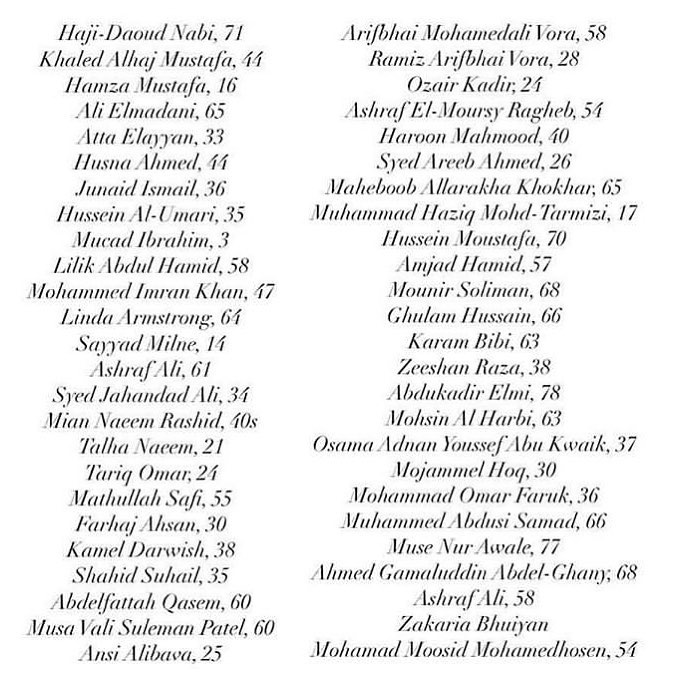 Haji-Daoud Nabi, 71
Khaled Alhaj Mustafa, 44
Hamza Mustafa, 16
Ali Elmadani, 65
Atta Elayyan, 33
Husna Ahmed, 44
Junaid Ismail, 36
Hussein Al-Umari, 35
Mucad Ibrahim, 3
Lilik Abdul Hamid, 58
Mohammed Imran Khan, 47
Linda Armstrong, 64
Sayyad Milne, 14
Ashraf Ali, 61
Syed Jahandad Ali, 34
Mian Naeem Rashid, 40s
Talha Naeem, 21
Tariq Omar, 24
Mathullah Safi, 55
Farhaj Ahsan, 30
Kamel Darwish, 38
Shahid Suhail, 35
Abdelfattah Qasem, 60
Musa Vali Suleman Patel, 60
Ansi Alibava, 25
Arifbhai Mohamedali Vora, 58
Ramiz Arifbhai Vora, 28
Ozair Kadir, 24
Ashraf El-Moursy Ragheb, 54
Haroon Mahmood, 40
Syed Areeb Ahmed, 26
Maheboob Allarakha Khokhar, 65
Muhammad Haziq Mohd-Tarmizi, 17
Hussein Moustafa, 70
Amjad Hamid, 57
Mounir Soliman, 68
Ghulam Hussain, 66
Karam Bibi, 63
Zeeshan Raza, 38
Abdukadir Elmi, 78
Mohsin Al Harbi, 63
Osama Adnan Youssef Abu Kwaik, 37
Mojammel Hoq, 30
Mohammad Omar Faruk, 36
Muhammed Abdusi Samad, 66
Muse Nur Awale, 77
Ahmed Gamaluddin Abdel-Ghany, 68
Ashraf Ali, 58
Zakaria Bhuiyan
Mohamad Moosid Mohamedhosen, 54